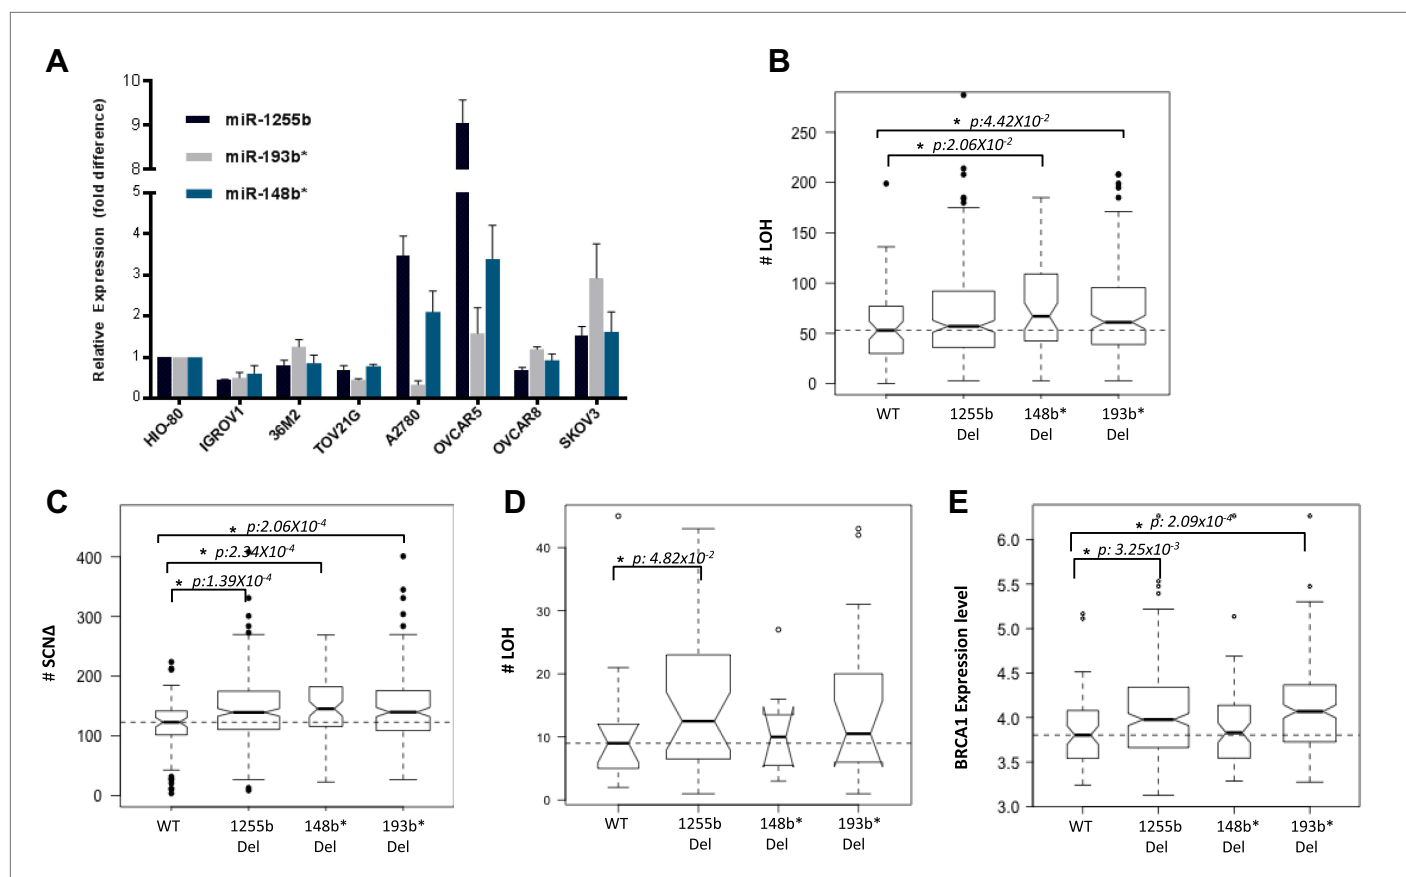 A
10
9
8
5
4
3
2
1
0
Relative Expression (fold difference)
miR-1255b
miR-193b*
miR-148b*
HIO-80
IGROV1
36M2
TOV21G
A2780
OVCAR5
OVCAR8
SKOV3
B
# LOH
250
200
150
100
50
0
* p:4.42X10-2
* p:2.06X10-2
WT 1255b 148b* 193b*
Del Del Del
C
# SCNΔ
400
300
200
100
0
* p:2.06X10-4
* p:2.34X10-4
* p:1.39X10-4
WT 1255b 148b* 193b*
Del Del Del
D
# LOH
40
30
20
10
0
* p: 4.82x10-2
WT 1255b 148b* 193b*
Del Del Del
E
BRCA1 Expression level
6.0
5.5
5.0
4.5
4.0
3.5
3.0
* p: 2.09x10-4
* p: 3.25x10-3
WT 1255b 148b* 193b*
Del Del Del